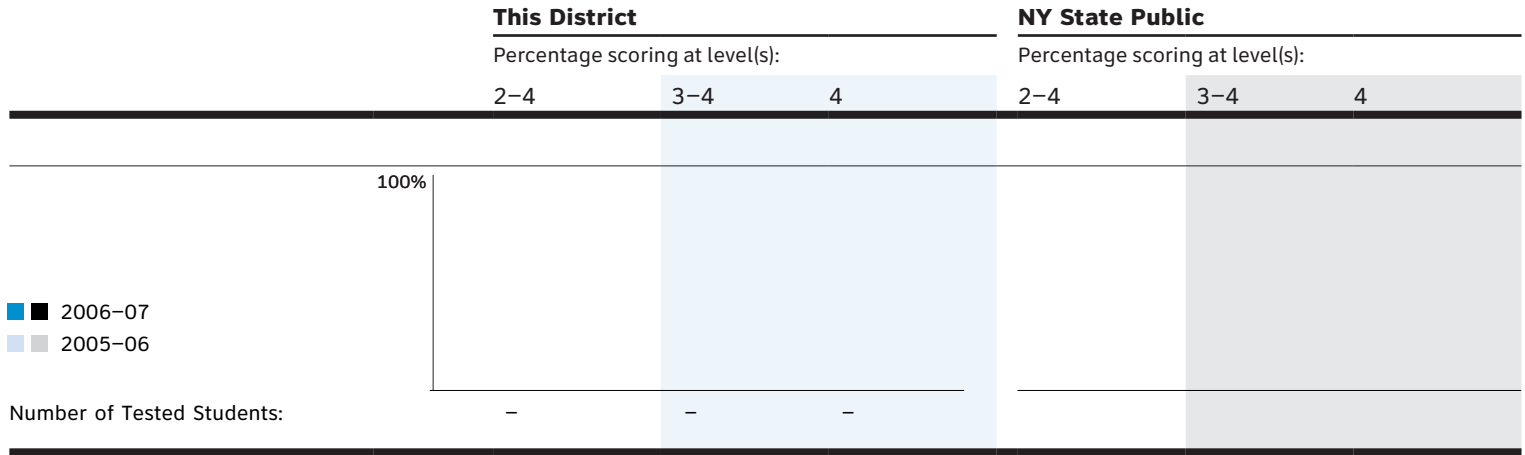 This District NY State Public
Percentage scoring at level(s): Percentage scoring at level(s):
2–4 3–4 4 2–4 3–4 4
100%
2006–07
2005–06
Number of Tested Students: – – –